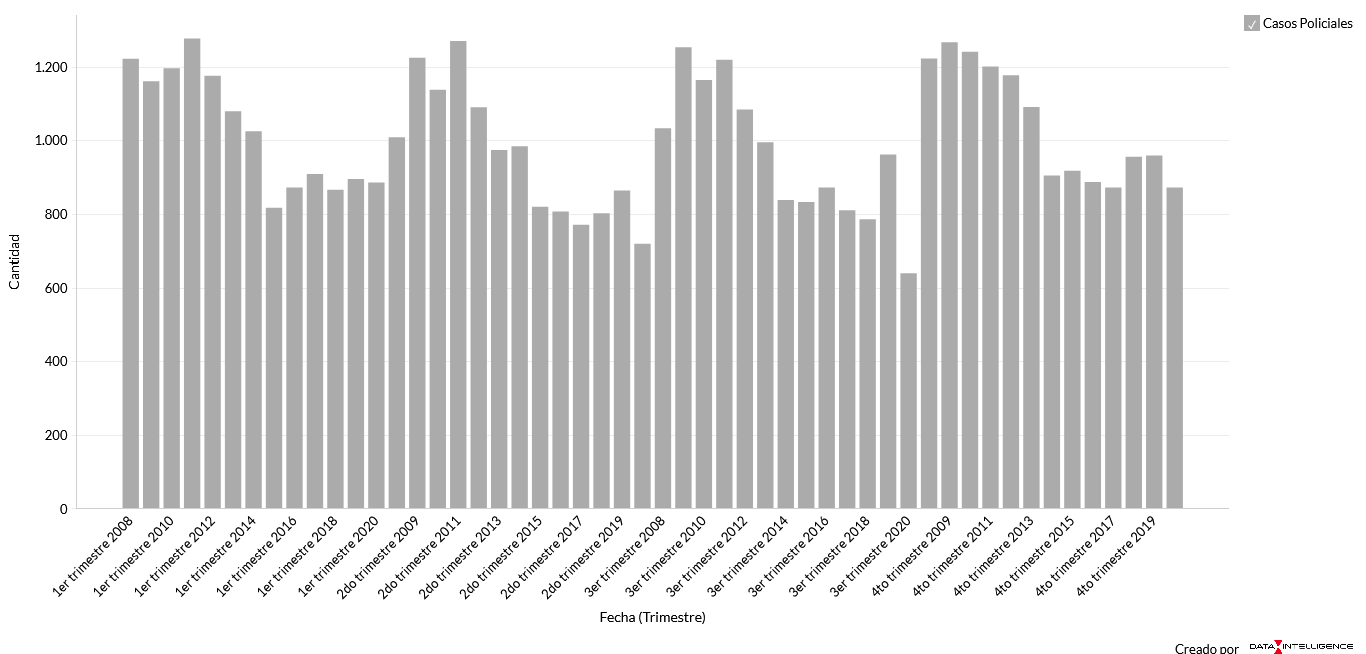 Casos Policiales
1.200
1.000
800
600
400
200
0
Cantidad
1er trimestre 2008
1er trimestre 2010
1er trimestre 2012
1er trimestre 2014
1er trimestre 2016
1er trimestre 2018
1er trimestre 2020
2do trimestre 2009
2do trimestre 2011
2do trimestre 2013
2do trimestre 2015
2do trimestre 2017
2do trimestre 2019
3er trimestre 2008
3er trimestre 2010
3er trimestre 2012
3er trimestre 2014
3er trimestre 2016
3er trimestre 2018
3er trimestre 2020
4to trimestre 2009
4to trimestre 2011
4to trimestre 2013
4to trimestre 2015
4to trimestre 2017
4to trimestre 2019
Fecha (Trimestre)
Creado por DATA INTELLIGENCE